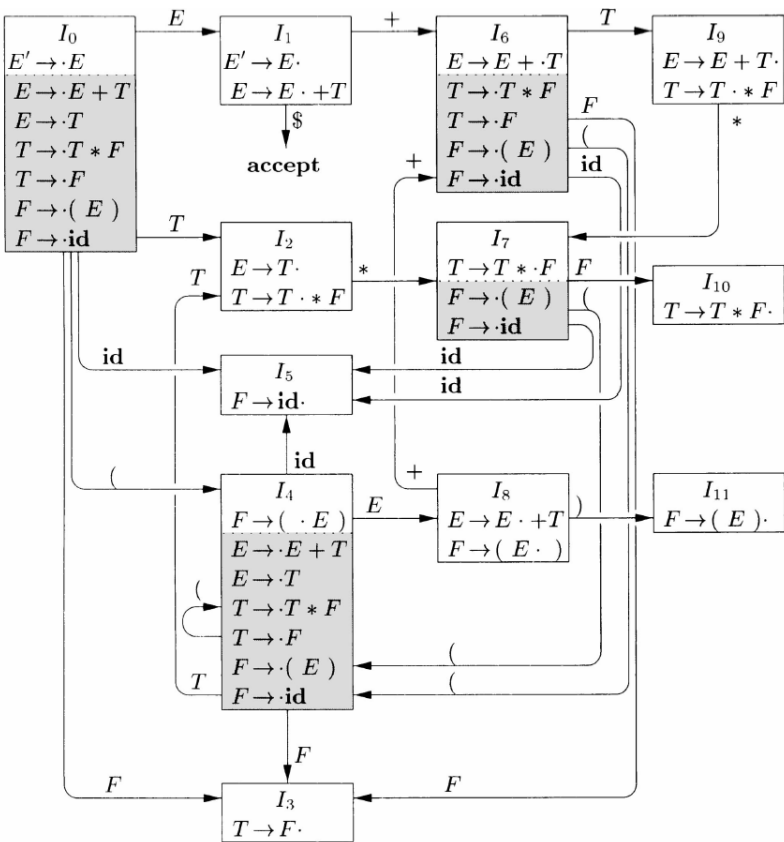 I₀
E′ → · E
E → · E + T
E → · T
T → · T * F
T → · F
F → · ( E )
F → · id
E
I₁
E′ → E ·
E → E · + T
$
accept
+
I₆
E → E + · T
T → · T * F
T → · F
F → · ( E )
F → · id
T
I₉
E → E + T ·
T → T · * F
F
(
id
*
+
T
I₂
E → T ·
T → T · * F
T
*
I₇
T → T * · F
F → · ( E )
F → · id
F
(
I₁₀
T → T * F ·
id
I₅
F → id ·
id
id
id
(
I₄
F → ( · E )
E → · E + T
E → · T
T → · T * F
T → · F
F → · ( E )
F → · id
E
+
I₈
E → E · + T
F → ( E · )
)
I₁₁
F → ( E ) ·
(
T
(
(
F
F
I₃
T → F ·
F